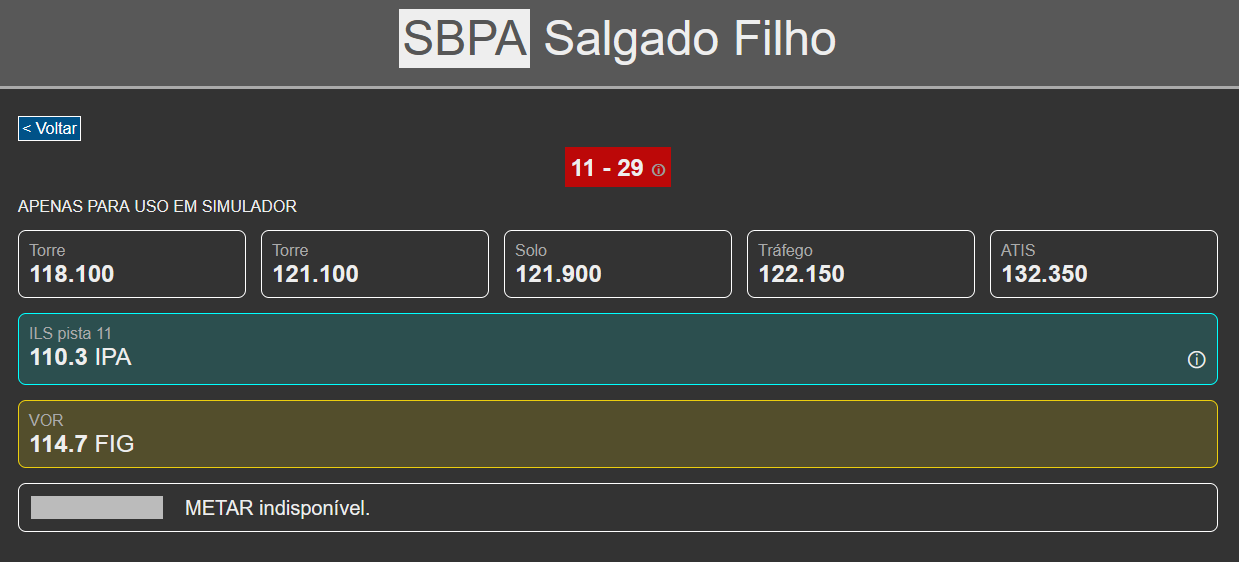 SBPA Salgado Filho
< Voltar
11 - 29
APENAS PARA USO EM SIMULADOR
Torre
118.100
Torre
121.100
Solo
121.900
Tráfego
122.150
ATIS
132.350
ILS pista 11
110.3 IPA
VOR
114.7 FIG
METAR indisponível.